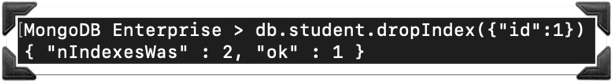 [MongoDB Enterprise > db.student.dropIndex({"id":1})
{ "nIndexesWas" : 2, "ok" : 1 }